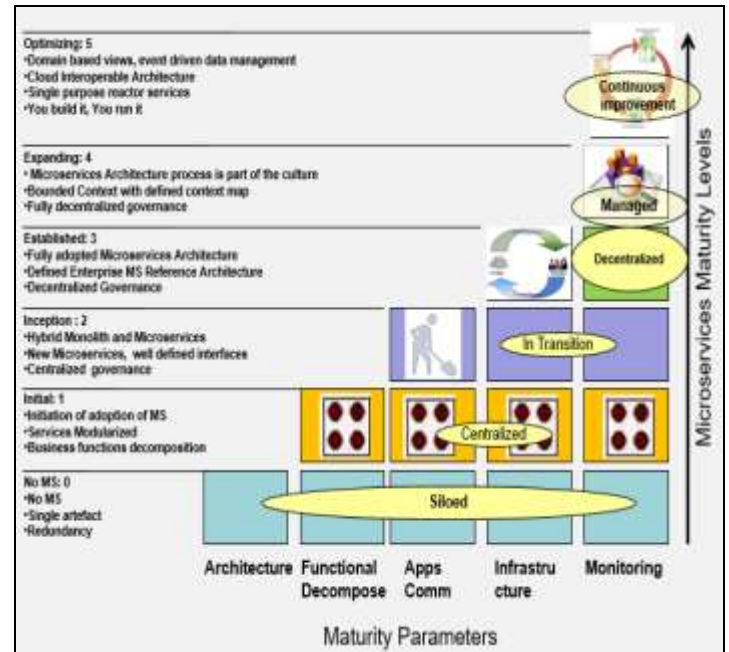 Optimizing: 5
•Domain based views, event driven data management
•Cloud Interoperable Architecture
•Single purpose reactor services
•You build it, You run it
Continuous
improvement
Expanding: 4
• Microservices Architecture process is part of the culture
•Bounded Context with defined context map
•Fully decentralized governance
Managed
Established: 3
•Fully adopted Microservices Architecture
•Defined Enterprise MS Reference Architecture
•Decentralized Governance
Decentralized
Inception : 2
•Hybrid Monolith and Microservices
•New Microservices, well defined interfaces
•Centralized governance
In Transition
Initial: 1
•Initiation of adoption of MS
•Services Modularized
•Business functions decomposition
Centralized
No MS: 0
•No MS
•Single artefact
•Redundancy
Siloed
Microservices Maturity Levels
Architecture Functional Apps Infrastru Monitoring
Decompose Comm cture
Maturity Parameters